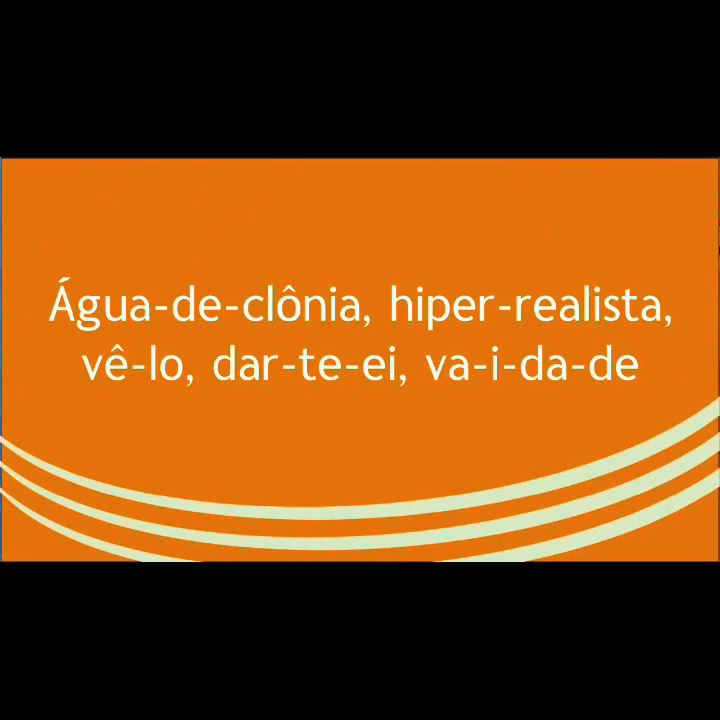 Água-de-clônia, hiper-realista,
vê-lo, dar-te-ei, va-i-da-de